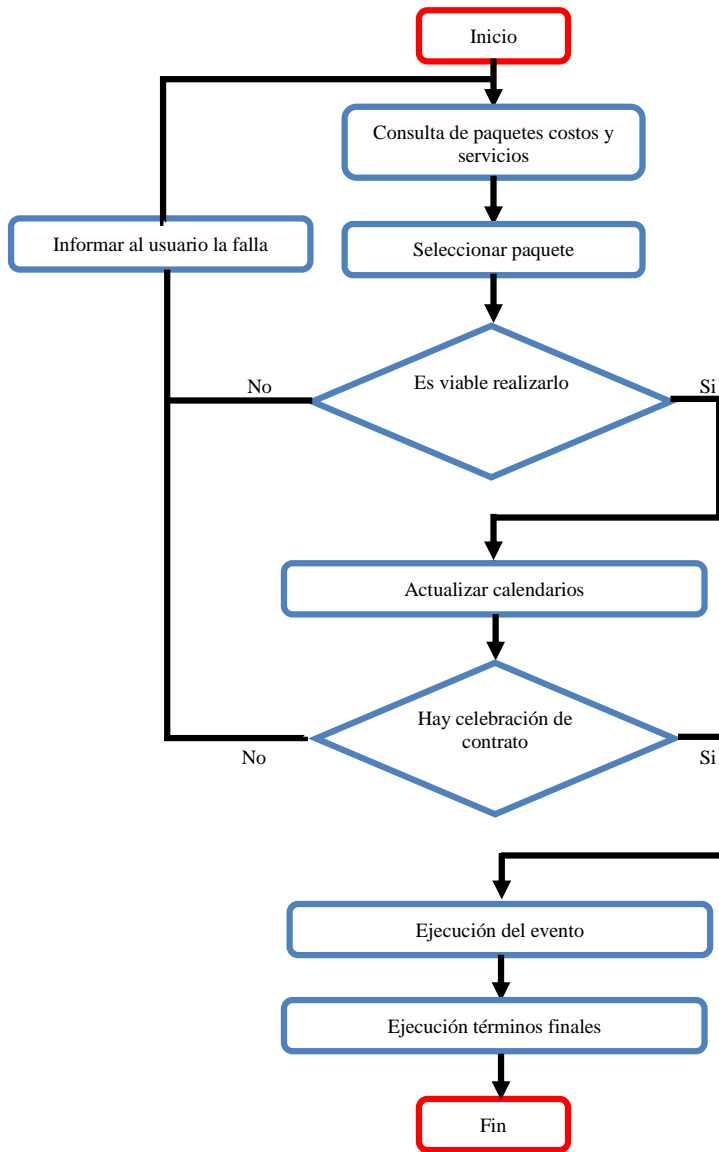 Inicio
Consulta de paquetes costos y
servicios
Informar al usuario la falla
Seleccionar paquete
Es viable realizarlo
No
Si
Actualizar calendarios
Hay celebración de
contrato
No
Si
Ejecución del evento
Ejecución términos finales
Fin